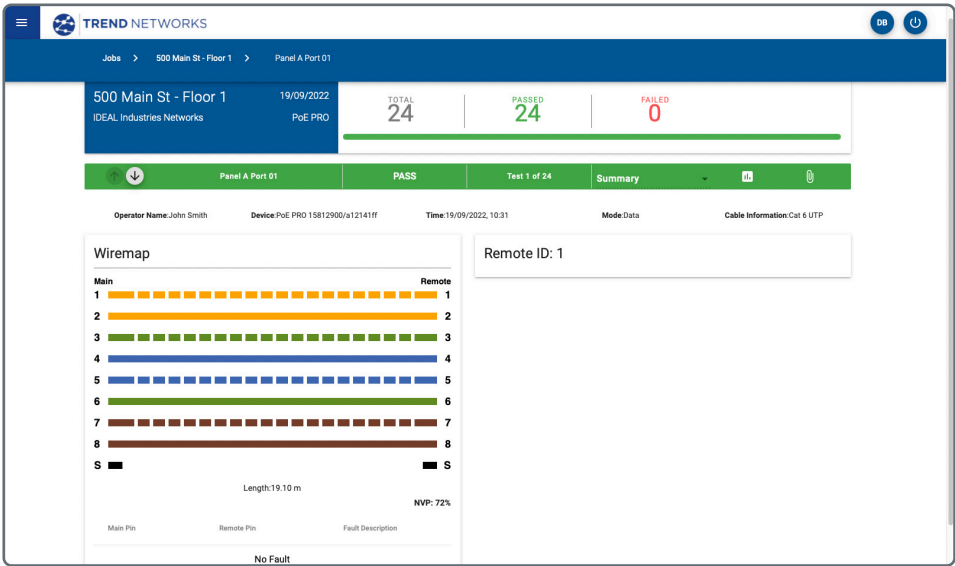 TREND NETWORKS
DB
Jobs > 500 Main St - Floor 1 > Panel A Port 01
500 Main St - Floor 1 19/09/2022
IDEAL Industries Networks PoE PRO
TOTAL PASSED FAILED
24 24 0
Panel A Port 01 PASS Test 1 of 24 Summary
Operator Name:John Smith Device:PoE PRO 15812900/a12141ff Time:19/09/2022, 10:31 Mode:Data Cable Information:Cat 6 UTP
Wiremap
Remote ID: 1
Main Remote
1 1
2 2
3 3
4 4
5 5
6 6
7 7
8 8
S S
Length:19.10 m
NVP: 72%
Main Pin Remote Pin Fault Description
No Fault